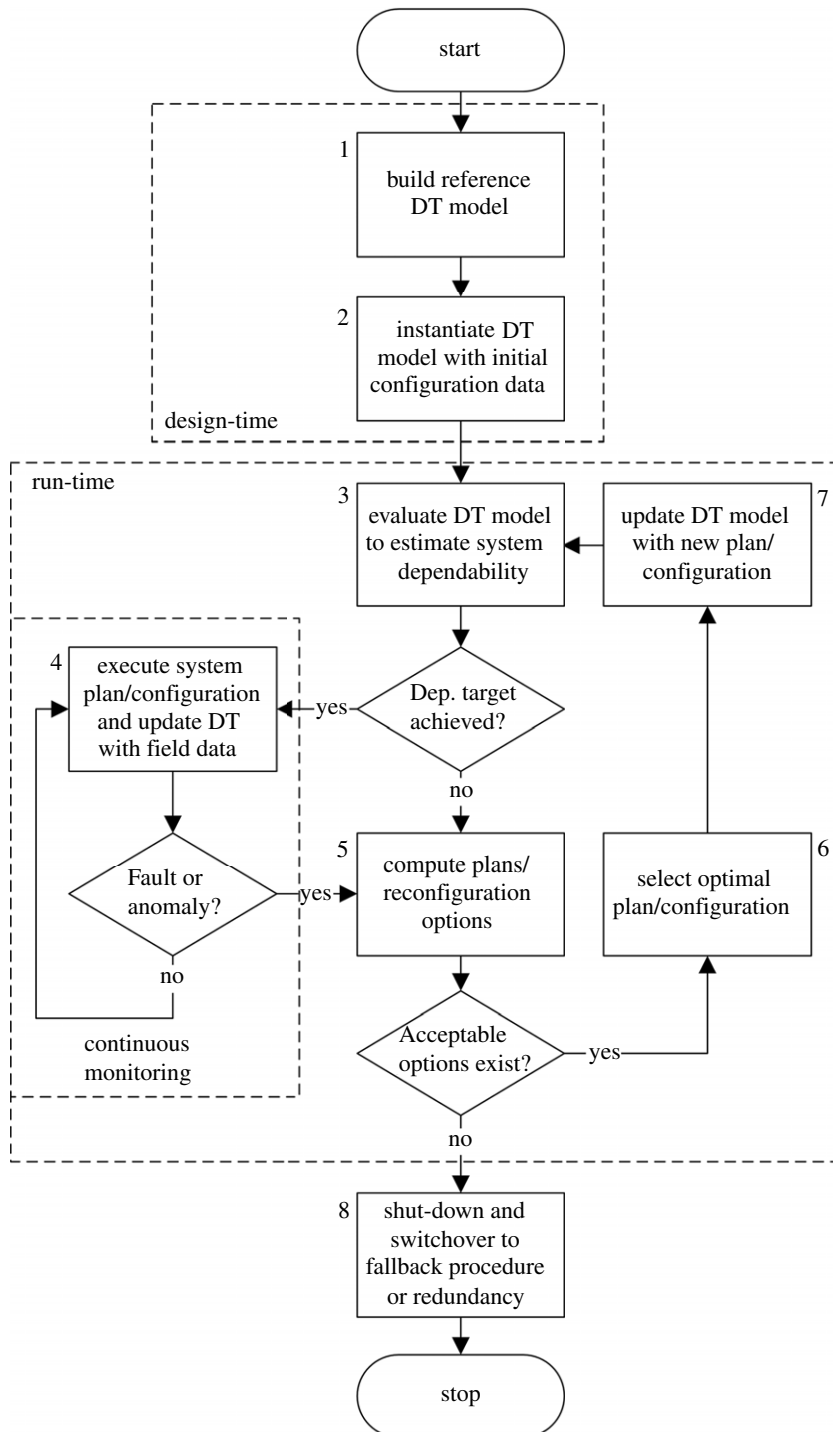 start
1
build reference
DT model
2
instantiate DT
model with initial
configuration data
design-time
run-time
3
evaluate DT model
to estimate system
dependability
7
update DT model
with new plan/
configuration
4
execute system
plan/configuration
and update DT
with field data
yes
Dep. target
achieved?
no
Fault or
anomaly?
yes
no
5
compute plans/
reconfiguration
options
6
select optimal
plan/configuration
continuous
monitoring
Acceptable
options exist?
yes
no
8
shut-down and
switchover to
fallback procedure
or redundancy
stop